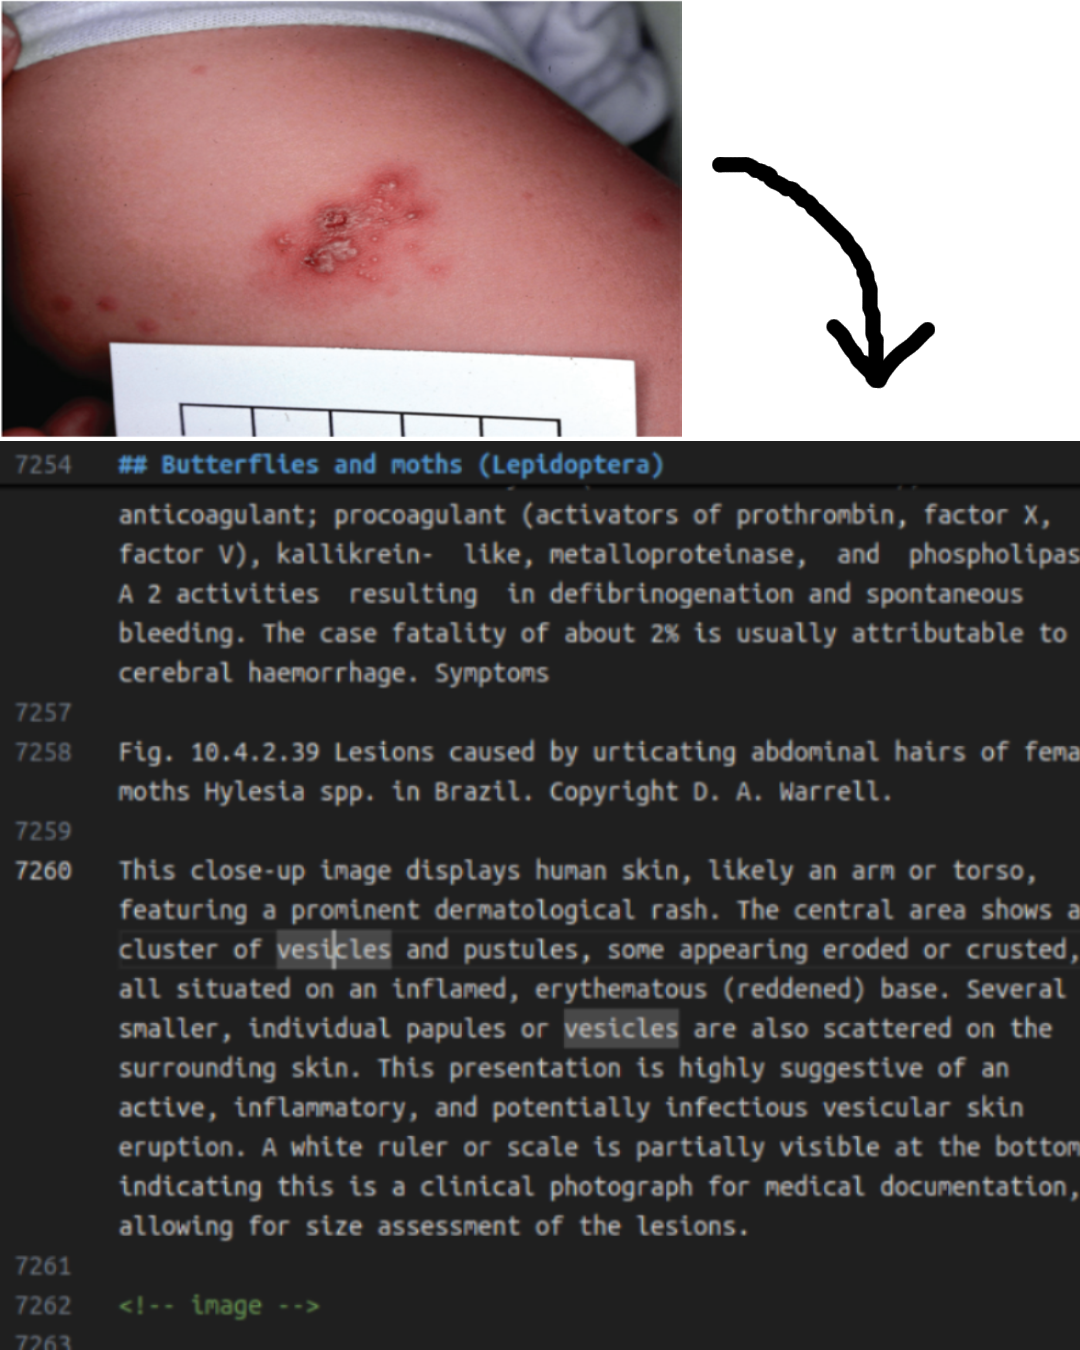 7254 ## Butterflies and moths (Lepidoptera)
anticoagulant; procoagulant (activators of prothrombin, factor X,
factor V), kallikrein- like, metalloproteinase, and phospholipas
A 2 activities resulting in defibrinogenation and spontaneous
bleeding. The case fatality of about 2% is usually attributable to
cerebral haemorrhage. Symptoms
7257
7258 Fig. 10.4.2.39 Lesions caused by urticating abdominal hairs of fema
moths Hylesia spp. in Brazil. Copyright D. A. Warrell.
7259
7260 This close-up image displays human skin, likely an arm or torso,
featuring a prominent dermatological rash. The central area shows a
cluster of vesicles and pustules, some appearing eroded or crusted,
all situated on an inflamed, erythematous (reddened) base. Several
smaller, individual papules or vesicles are also scattered on the
surrounding skin. This presentation is highly suggestive of an
active, inflammatory, and potentially infectious vesicular skin
eruption. A white ruler or scale is partially visible at the bottom
indicating this is a clinical photograph for medical documentation,
allowing for size assessment of the lesions.
7261
7262 <!-- image -->
7263